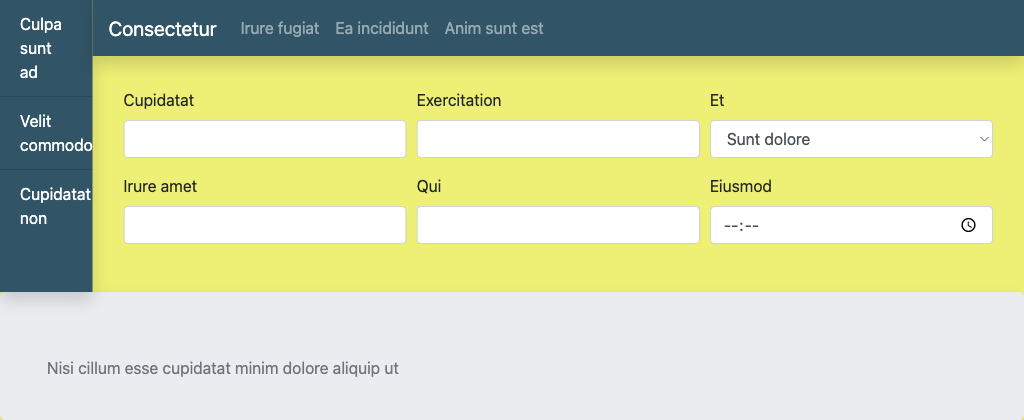 Culpa
sunt
ad
Velit
commodo
Cupidatat
non
Consectetur Irure fugiat Ea incididunt Anim sunt est
Cupidatat Exercitation Et
Sunt dolore
Irure amet Qui Eiusmod
--:--
Nisi cillum esse cupidatat minim dolore aliquip ut